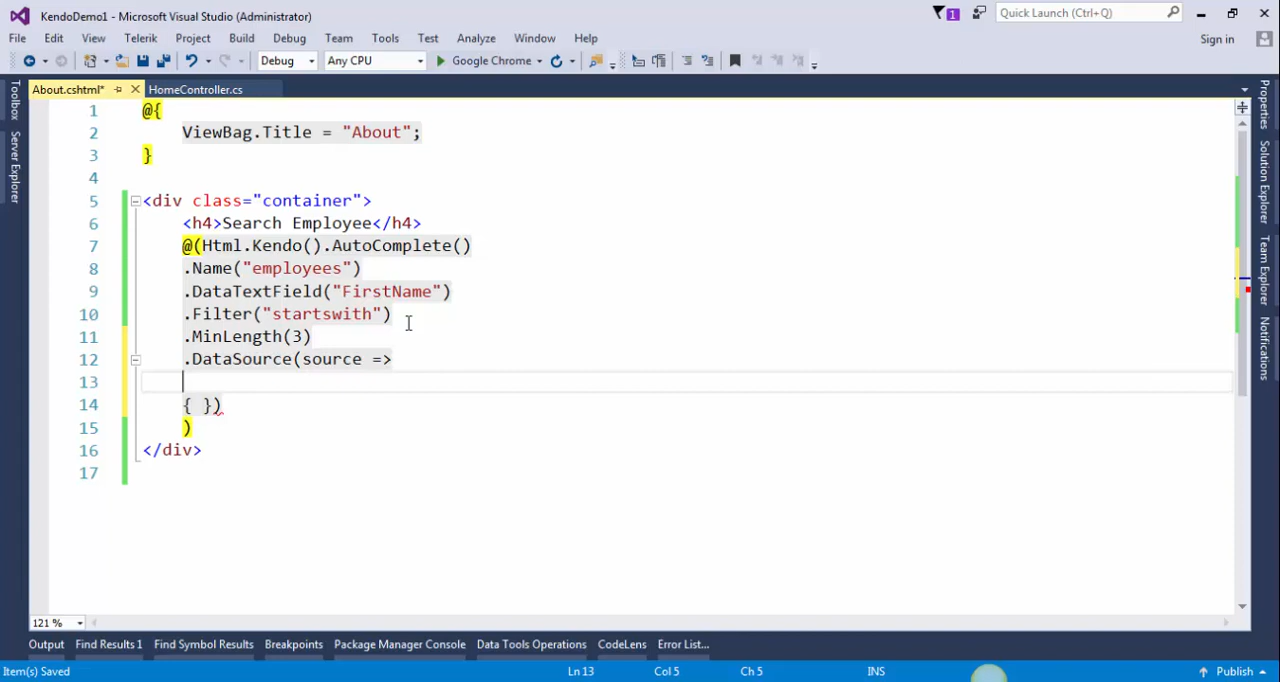 KendoDemo1 - Microsoft Visual Studio (Administrator)
1
Quick Launch (Ctrl+Q)
File Edit View Telerik Project Build Debug Team Tools Test Analyze Window Help
Sign in
Debug Any CPU Google Chrome
About.cshtml* HomeController.cs
Toolbox
Server Explorer
1 @{
2 ViewBag.Title = "About";
3 }
4
5 <div class="container">
6 <h4>Search Employee</h4>
7 @(Html.Kendo().AutoComplete()
8 .Name("employees")
9 .DataTextField("FirstName")
10 .Filter("startswith")
11 .MinLength(3)
12 .DataSource(source =>
13
14 { })
15 )
16 </div>
17
Properties
Solution Explorer
Team Explorer
Notifications
121 %
Output Find Results 1 Find Symbol Results Breakpoints Package Manager Console Data Tools Operations CodeLens Error List...
Item(s) Saved Ln 13 Col 5 Ch 5 INS Publish